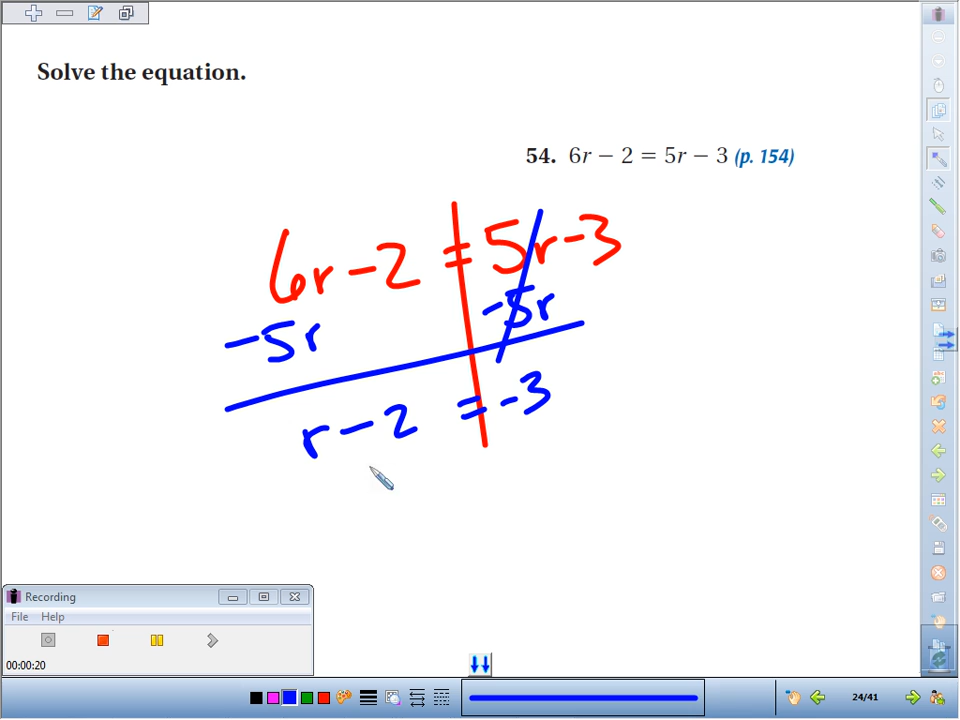 Solve the equation.
54. 6r − 2 = 5r − 3 (p. 154)
6r − 2 = 5r − 3
−5r −5r
r − 2 = −3
Recording
File Help
00:00:20
24/41